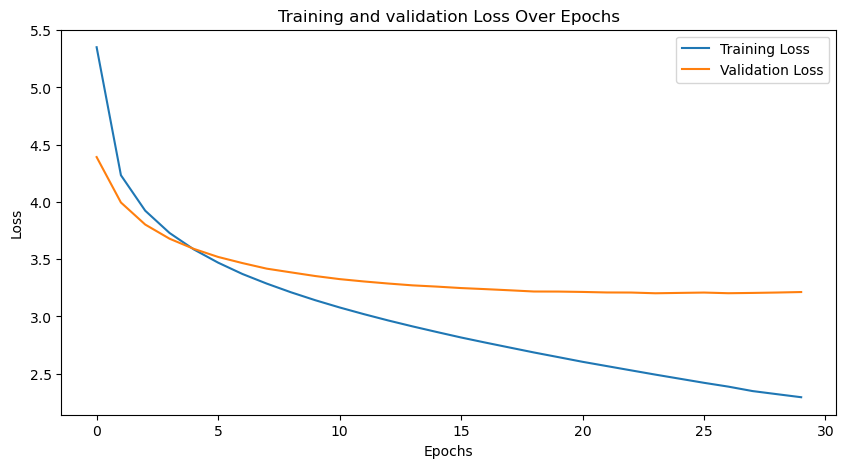 Training and validation Loss Over Epochs
Training Loss
Validation Loss
5.5
5.0
4.5
4.0
3.5
3.0
2.5
Loss
0 5 10 15 20 25 30
Epochs